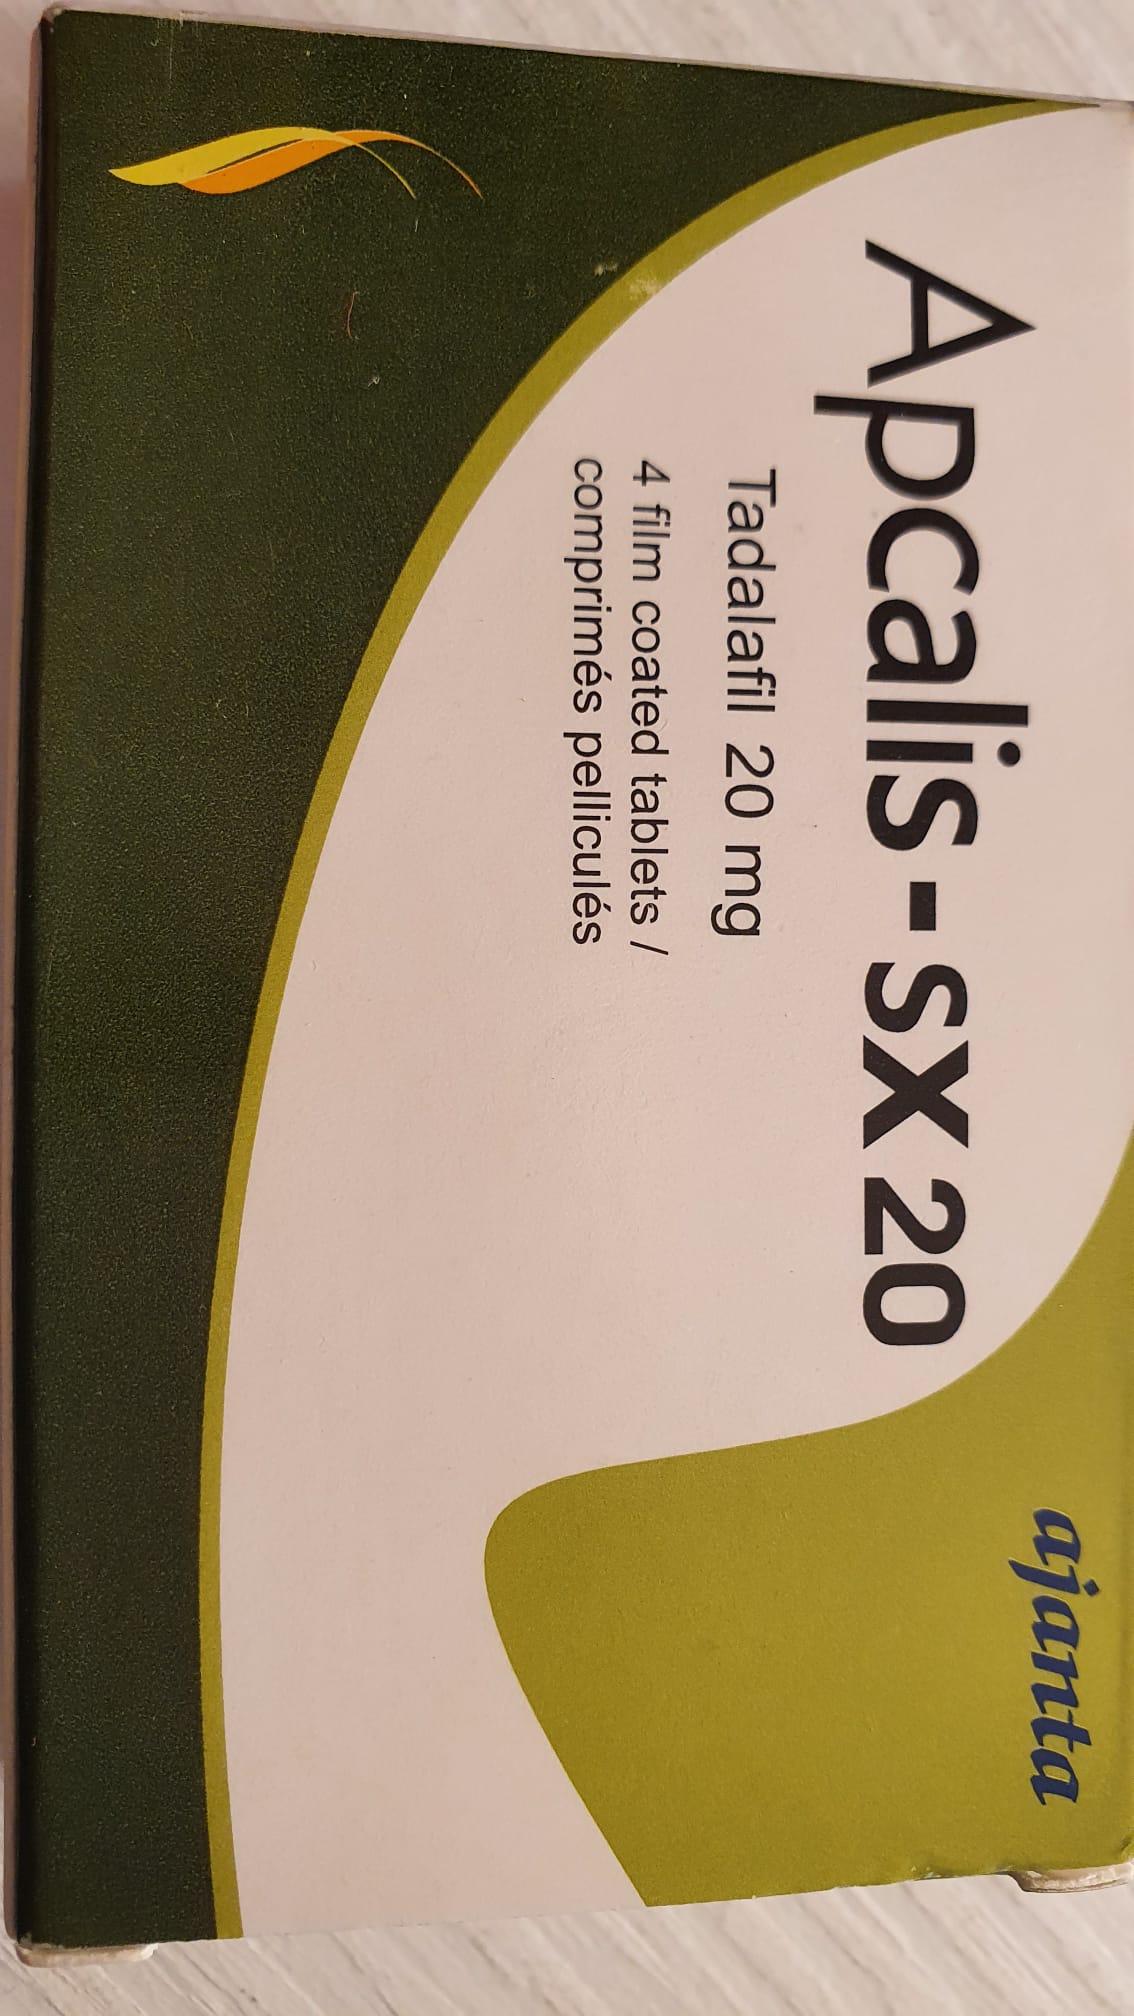 ajanta
Apcalis - sx 20
Tadalafil 20 mg
4 film coated tablets /
comprimés pelliculés